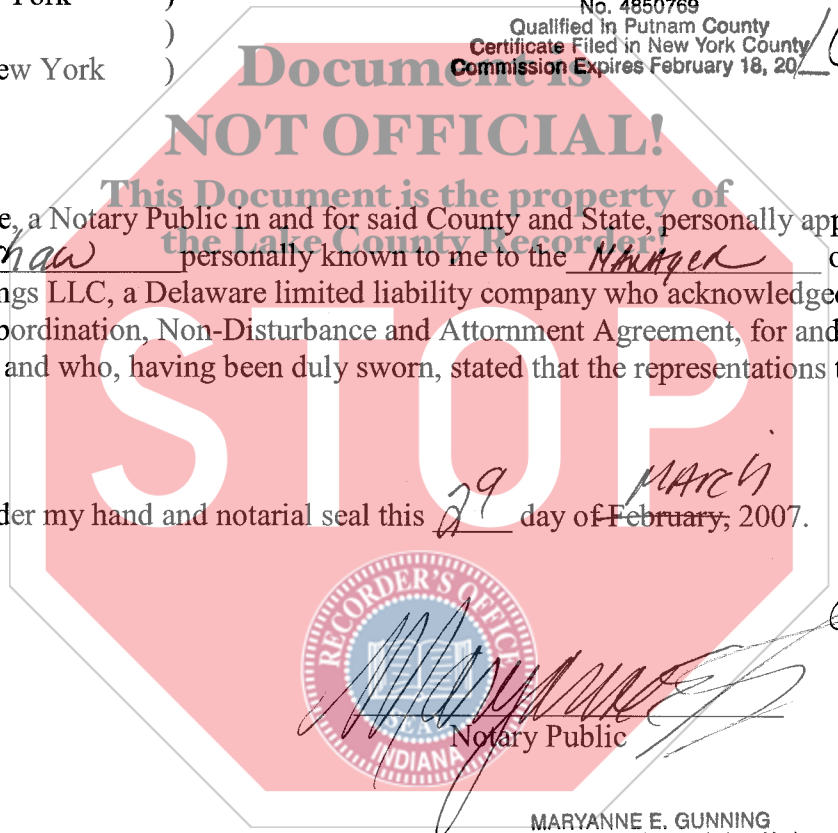 York )
No. 4850769
Qualified in Putnam County
)
Certificate Filed in New York County
ew York )
Commission Expires February 18, 20
Document is
NOT OFFICIAL!
This Document is the property of
the Lake County Recorder!
e, a Notary Public in and for said County and State, personally app
personally known to me to the MANAGER
ngs LLC, a Delaware limited liability company who acknowledged
bordination, Non-Disturbance and Attornment Agreement, for and
and who, having been duly sworn, stated that the representations
STOP
MARCH
der my hand and notarial seal this 29 day of February, 2007.
RECORDER'S OFFICE
SEAL
INDIANA
Notary Public
MARYANNE E. GUNNING